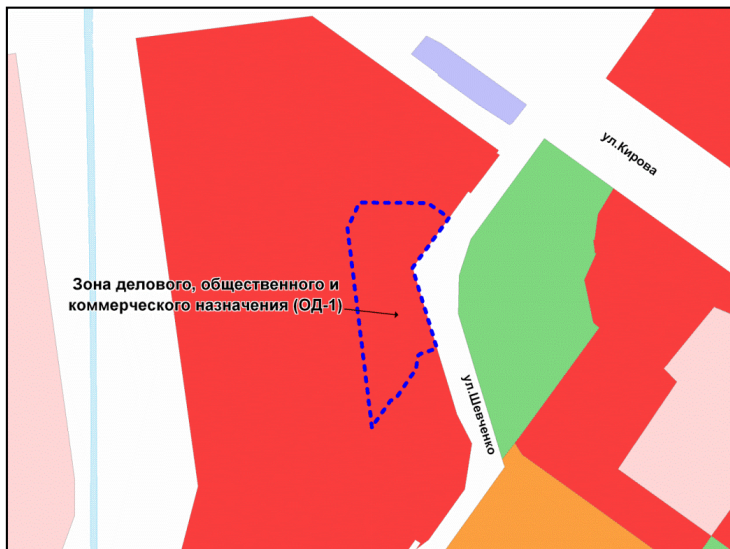 ул.Кирова
Зона делового, общественного и
коммерческого назначения (ОД-1)
ул.Шевченко